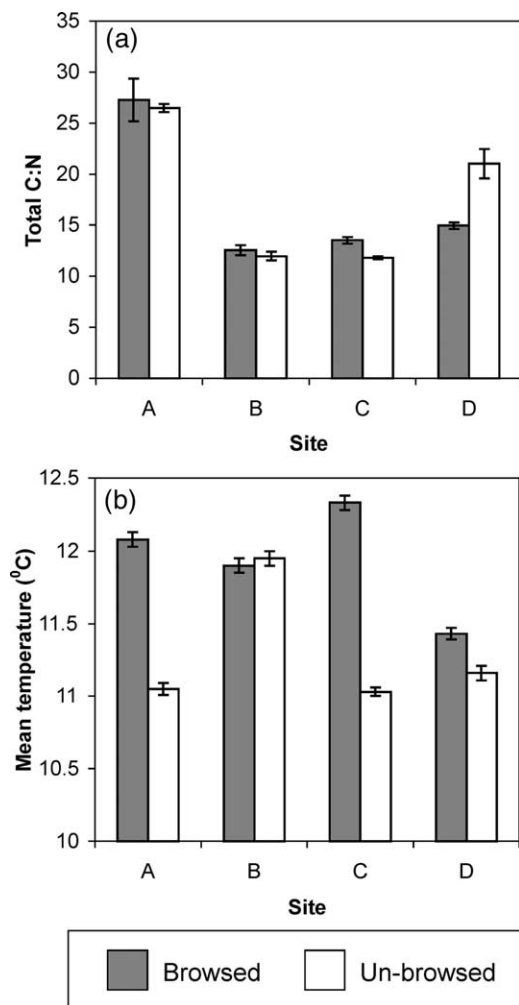 (a)
Total C:N
35
30
25
20
15
10
5
0
A B C D
Site
(b)
Mean temperature (⁰C)
12.5
12
11.5
11
10.5
10
A B C D
Site
Browsed Un-browsed